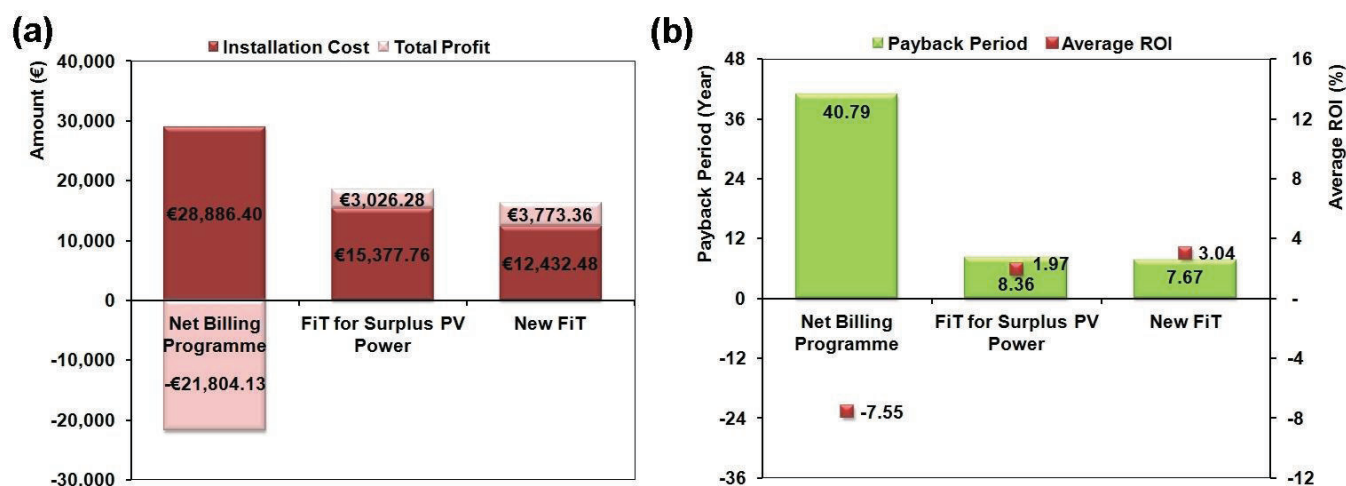 (a)
Installation Cost Total Profit
Amount (€)
40,000
30,000
20,000
10,000
0
-10,000
-20,000
-30,000
€28,886.40
-€21,804.13
€3,026.28
€15,377.76
€3,773.36
€12,432.48
Net Billing
Programme
FiT for Surplus PV
Power
New FiT
(b)
Payback Period Average ROI
Payback Period (Year)
48
36
24
12
0
-12
-24
-36
40.79
-7.55
1.97
8.36
3.04
7.67
Net Billing
Programme
FiT for Surplus PV
Power
New FiT
Average ROI (%)
16
12
8
4
-
-4
-8
-12